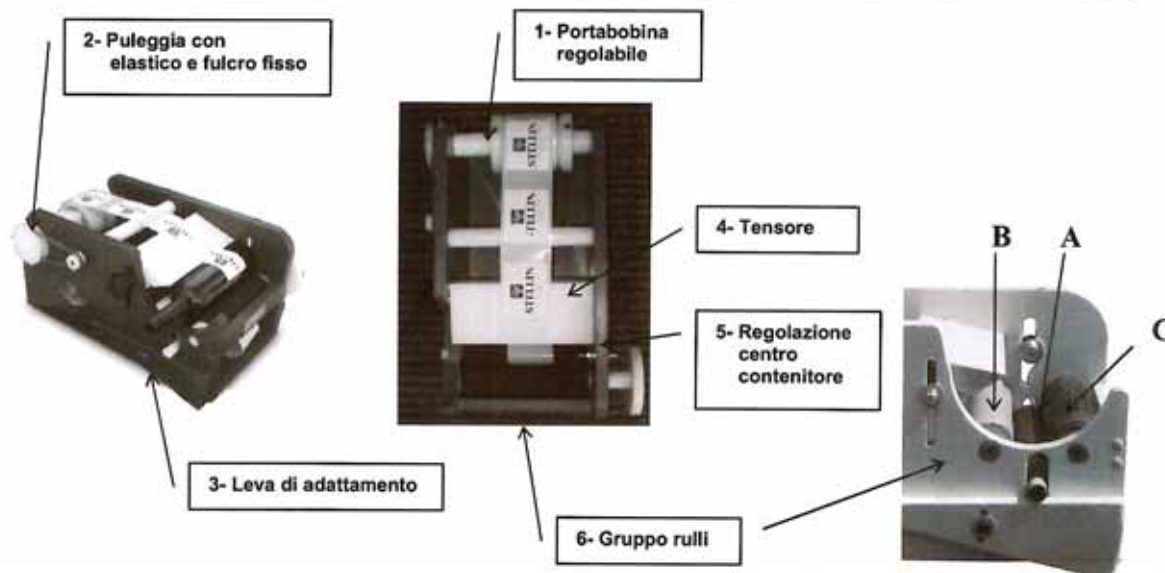 2- Puleggia con
elastico e fulcro fisso
1- Portabobina
regolabile
4- Tensore
5- Regolazione
centro
contenitore
B
A
C
3- Leva di adattamento
6- Gruppo rulli